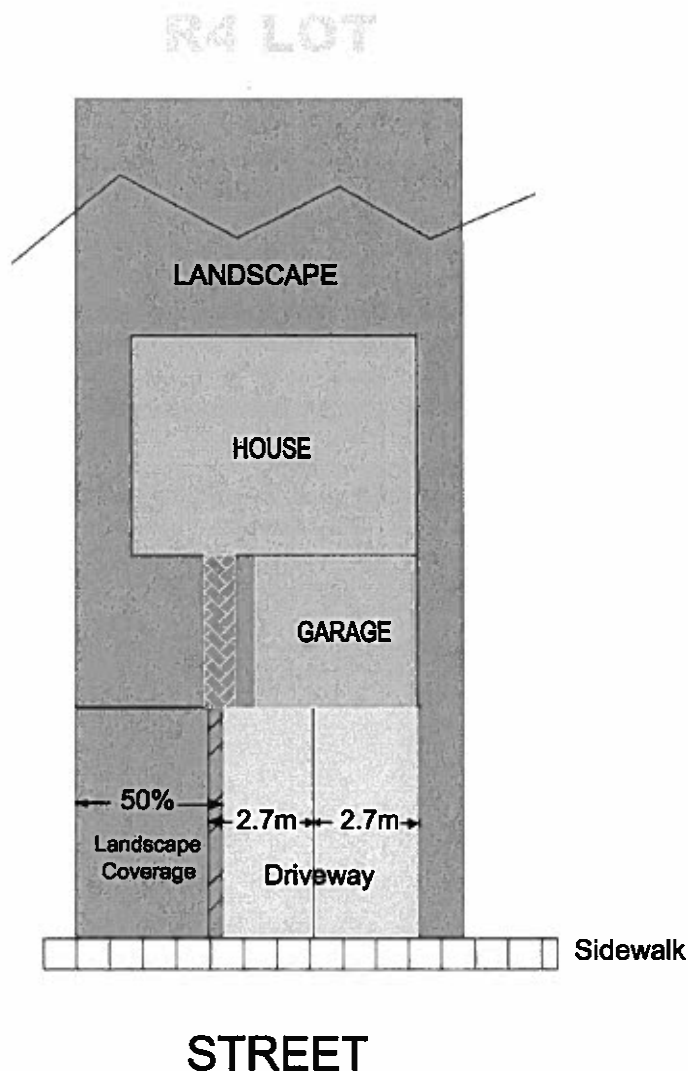 R4 LOT
LANDSCAPE
HOUSE
GARAGE
50%
2.7m 2.7m
Landscape
Coverage
Driveway
Sidewalk
STREET